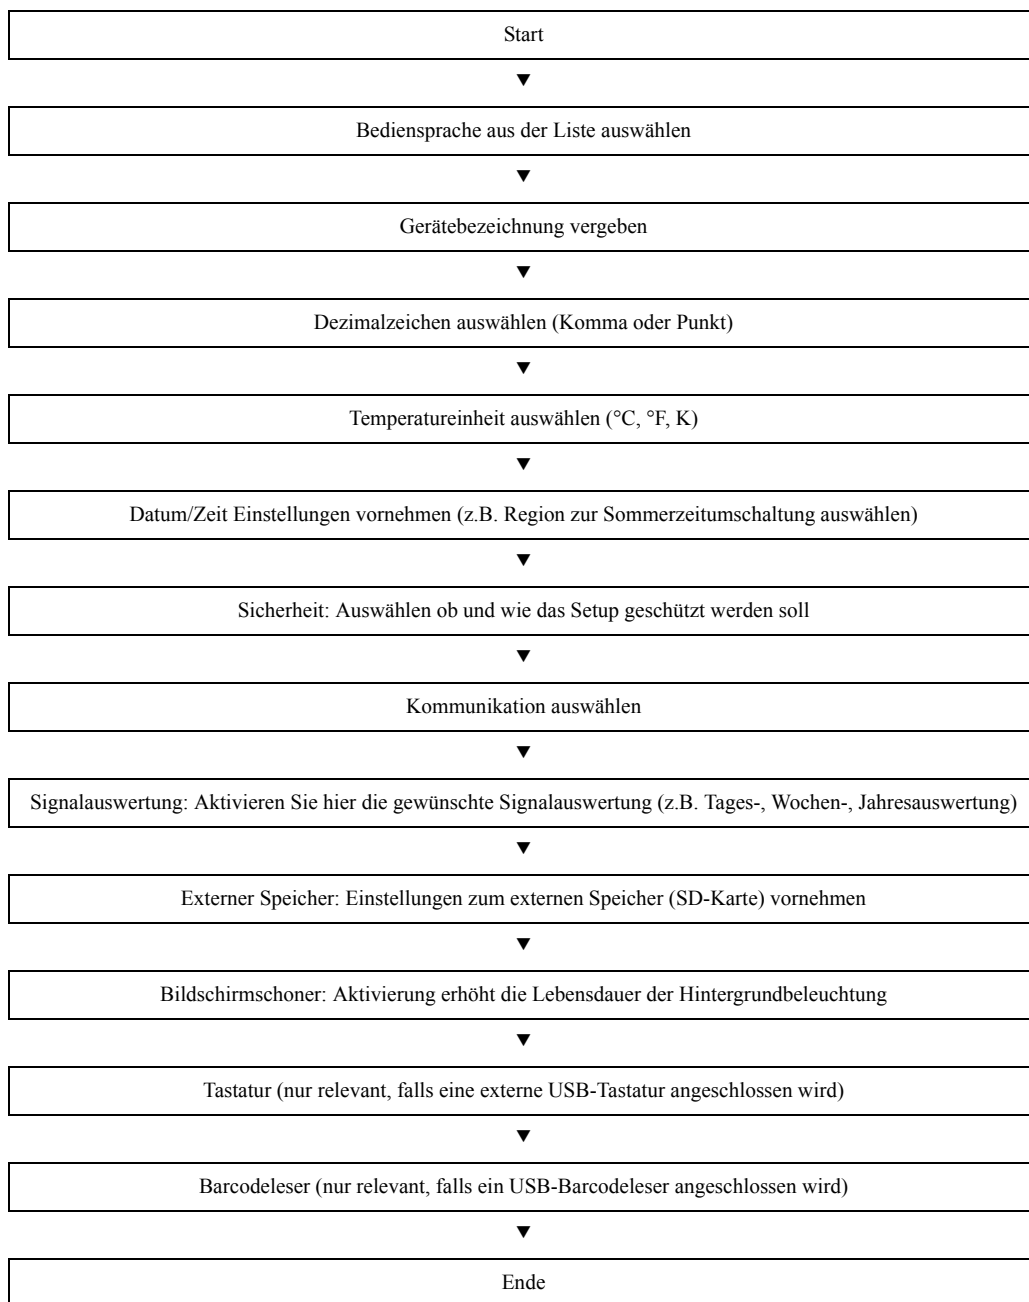 Start
▼
Bediensprache aus der Liste auswählen
▼
Gerätebezeichnung vergeben
▼
Dezimalzeichen auswählen (Komma oder Punkt)
▼
Temperatureinheit auswählen (°C, °F, K)
▼
Datum/Zeit Einstellungen vornehmen (z.B. Region zur Sommerzeitumschaltung auswählen)
▼
Sicherheit: Auswählen ob und wie das Setup geschützt werden soll
▼
Kommunikation auswählen
▼
Signalauswertung: Aktivieren Sie hier die gewünschte Signalauswertung (z.B. Tages-, Wochen-, Jahresauswertung)
▼
Externer Speicher: Einstellungen zum externen Speicher (SD-Karte) vornehmen
▼
Bildschirmschoner: Aktivierung erhöht die Lebensdauer der Hintergrundbeleuchtung
▼
Tastatur (nur relevant, falls eine externe USB-Tastatur angeschlossen wird)
▼
Barcodeleser (nur relevant, falls ein USB-Barcodeleser angeschlossen wird)
▼
Ende